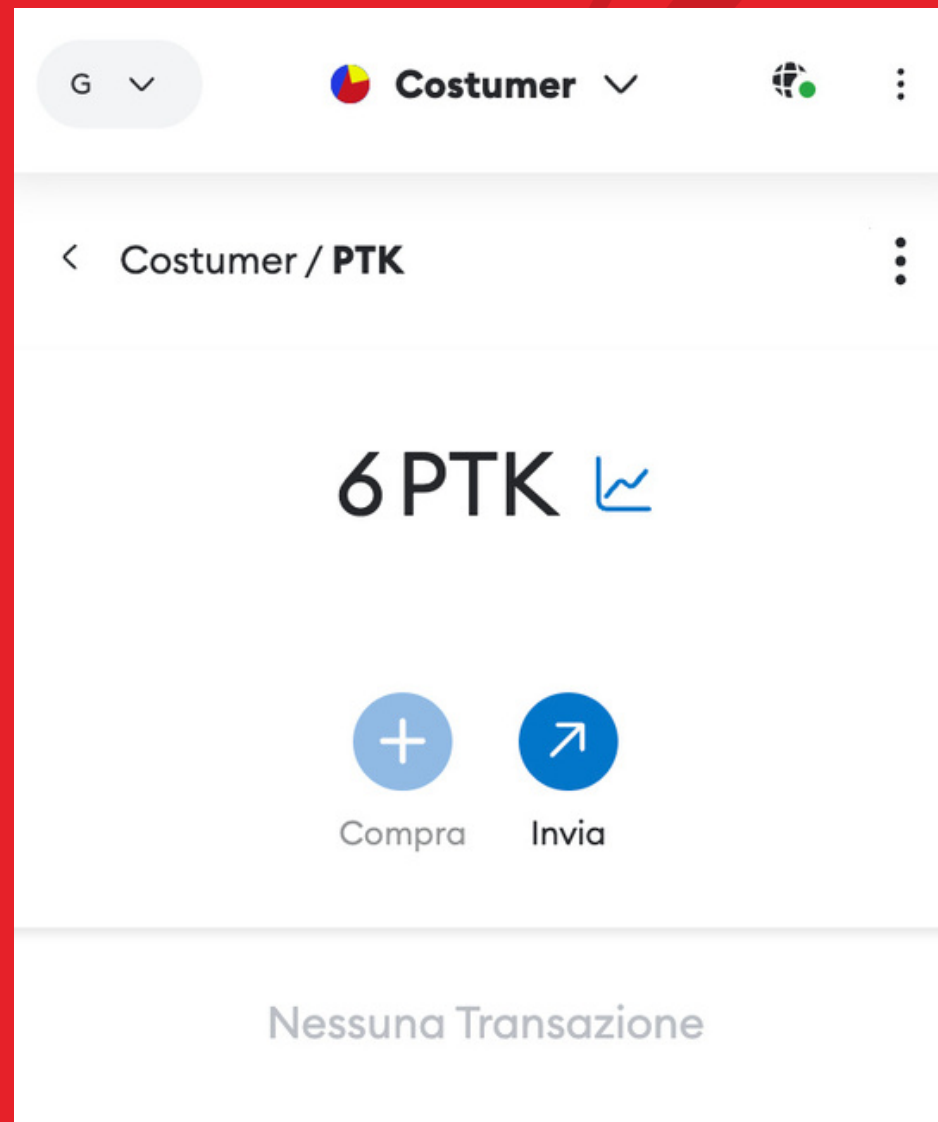 G
Costumer
Costumer / PTK
6 PTK
Compra
Invia
Nessuna Transazione